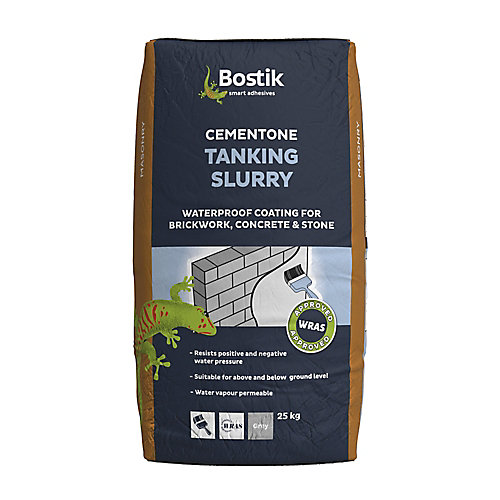 Bostik
smart adhesives
CEMENTONE
TANKING
SLURRY
WATERPROOF COATING FOR
BRICKWORK, CONCRETE & STONE
MASONRY
MASONRY
APPROVED
WRAS
APPROVED
- Resists positive and negative
water pressure
- Suitable for above and below ground level
- Water vapour permeable
WRAS
Grey
25 kg